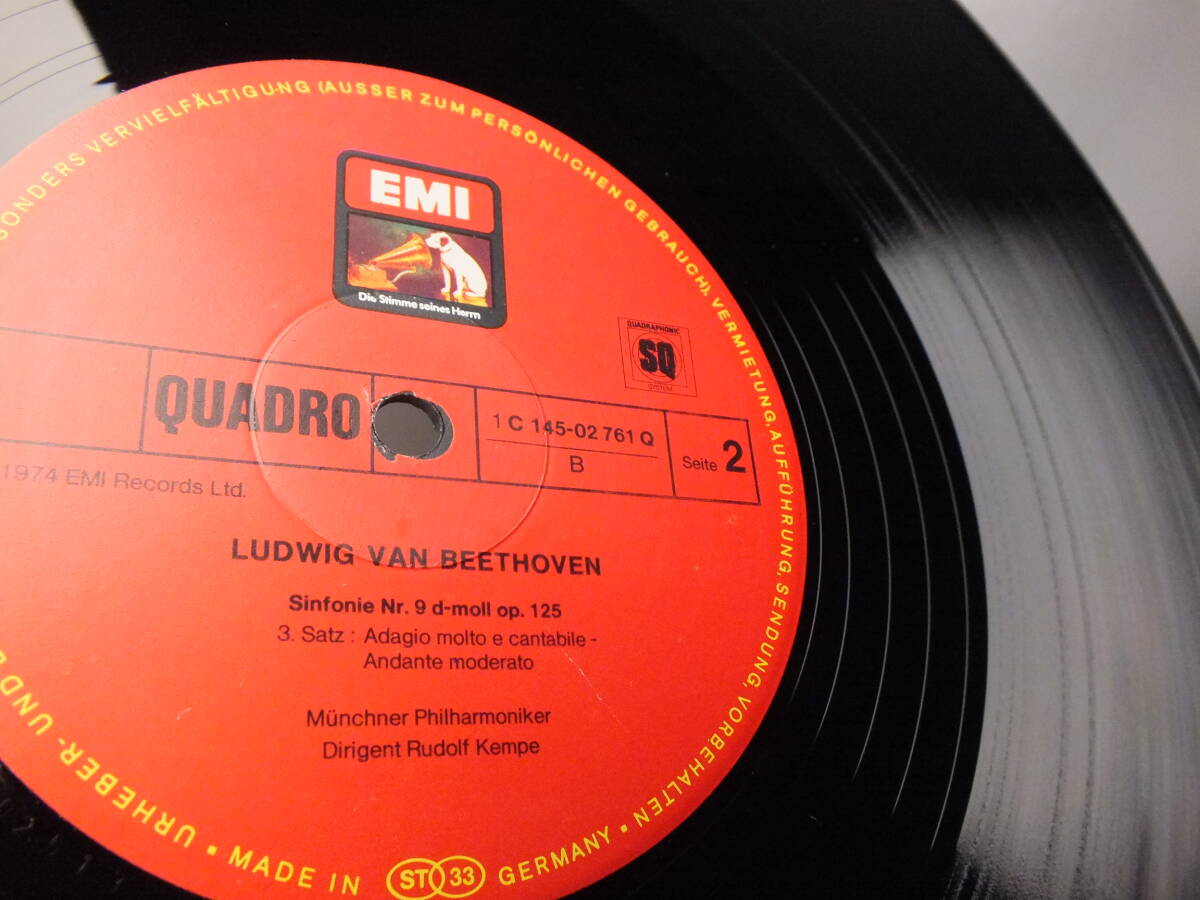 SONDERS VERVIELFÄLTIGUNG (AUSSER ZUM PERSÖNLICHEN GEBRAUCH), VERMIETUNG, AUFFÜHRUNG, SENDUNG, VORBEHALTEN •
EMI
Die Stimme seines Herrn
QUADRAPHONIC
SQ
SYSTEM
QUADRO
1 C 145-02 761 Q
B
Seite 2
1974 EMI Records Ltd.
LUDWIG VAN BEETHOVEN
Sinfonie Nr. 9 d-moll op. 125
3. Satz : Adagio molto e cantabile -
Andante moderato
Münchner Philharmoniker
Dirigent Rudolf Kempe
URHEBER- UND
• MADE IN ST 33 GERMANY •